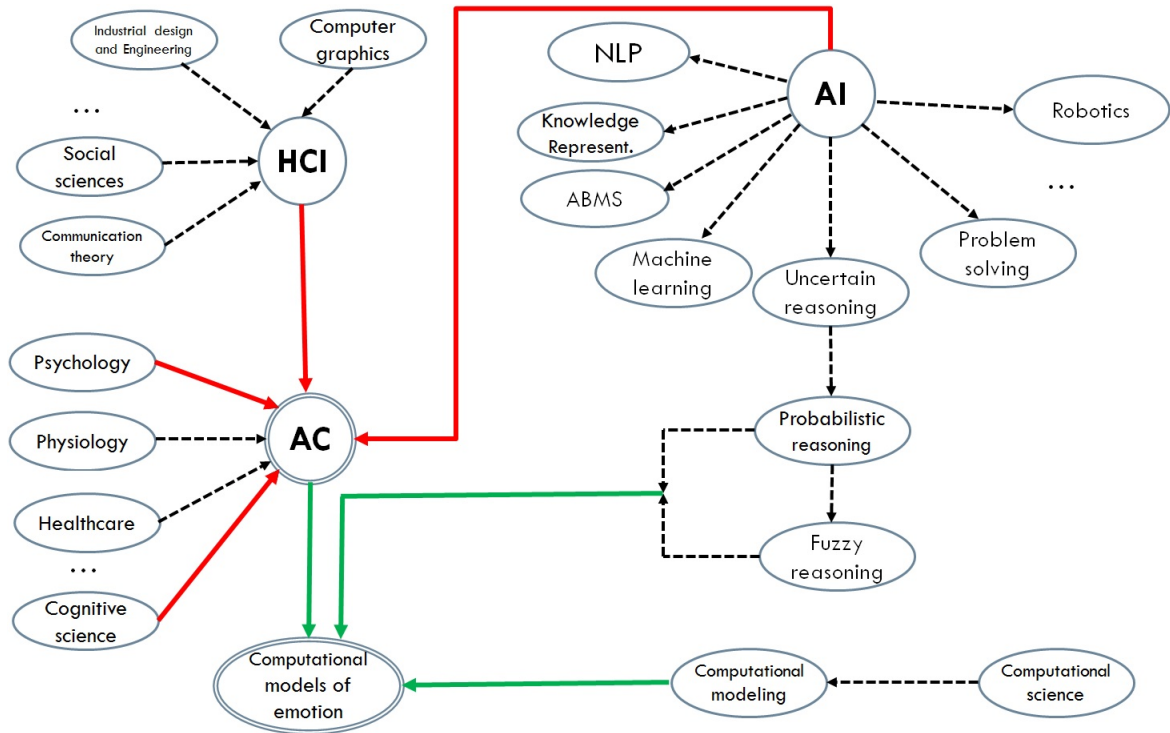 Industrial design
and Engineering
Computer
graphics
...
HCI
Social
sciences
Communication
theory
NLP
AI
Knowledge
Represent.
Robotics
ABMS
...
Machine
learning
Uncertain
reasoning
Problem
solving
Psychology
Physiology
AC
Healthcare
...
Cognitive
science
Probabilistic
reasoning
Fuzzy
reasoning
Computational
models of
emotion
Computational
modeling
Computational
science